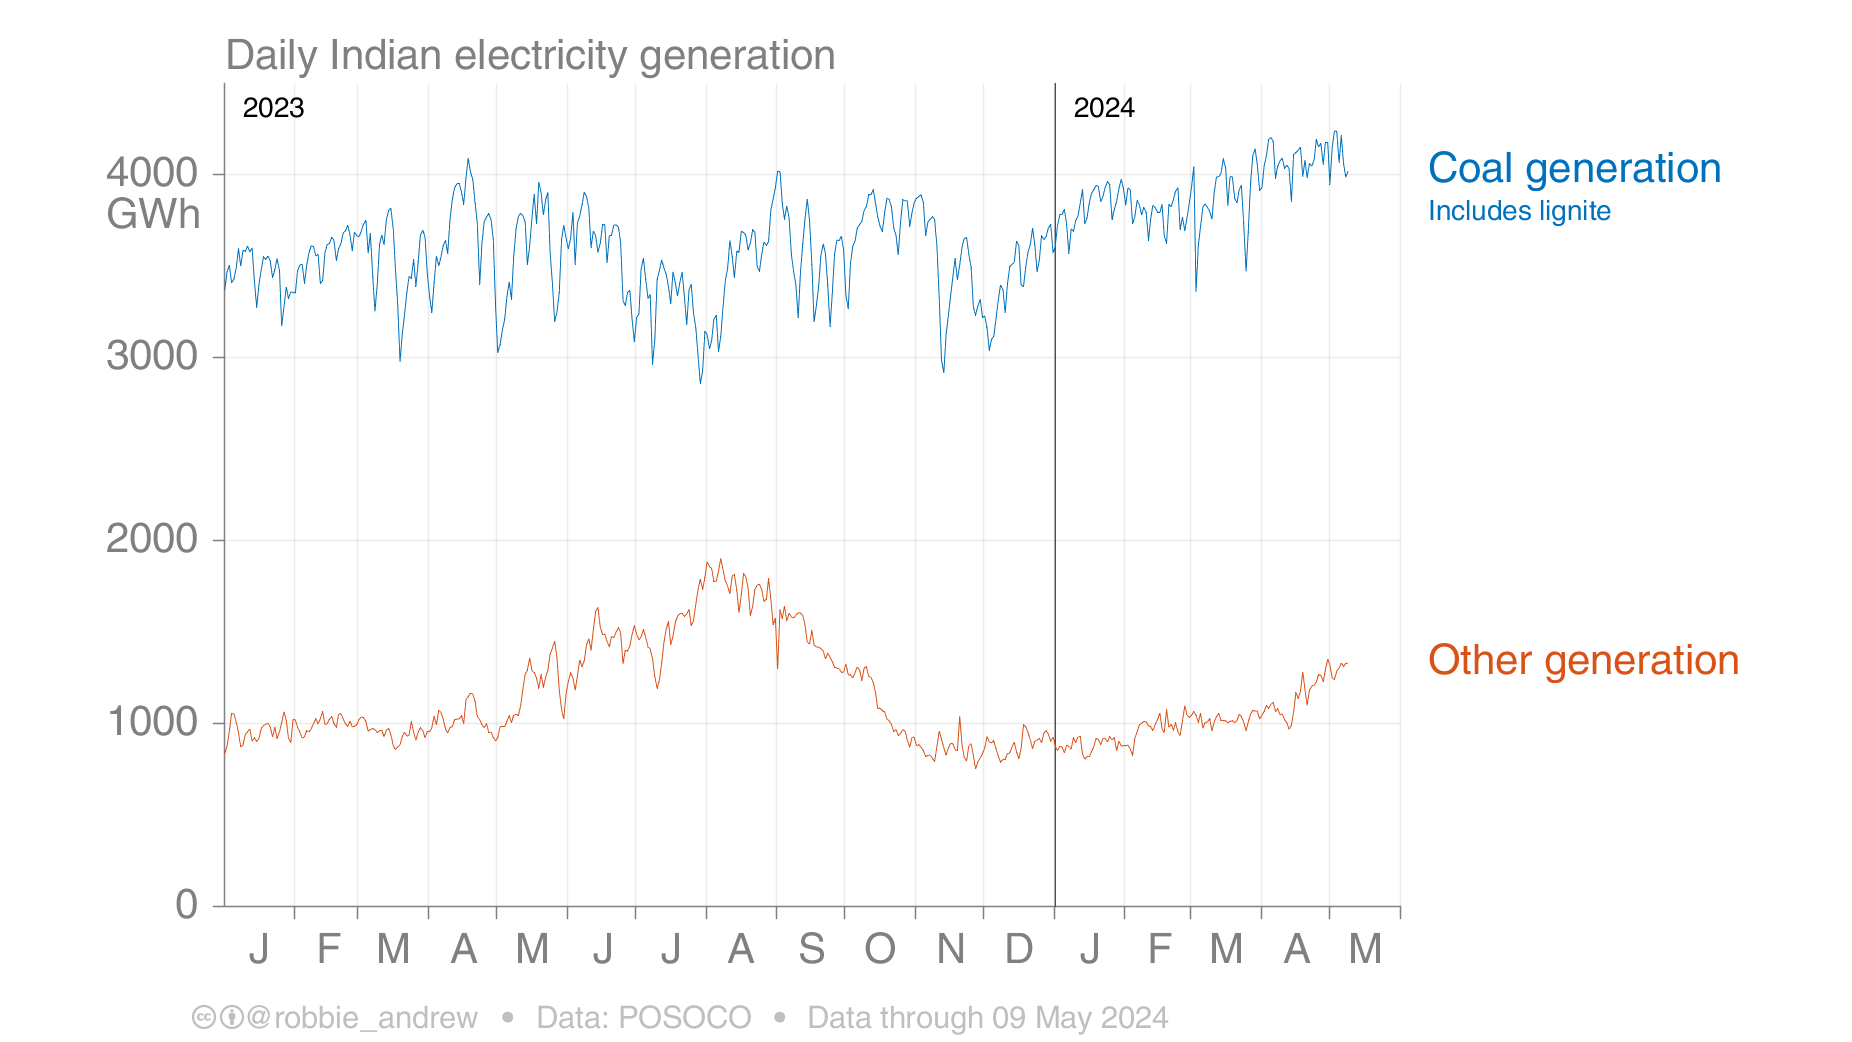 Daily Indian electricity generation
2023
2024
4000
GWh
3000
2000
1000
0
Coal generation
Includes lignite
Other generation
J F M A M J J A S O N D J F M A M
@robbie_andrew • Data: POSOCO • Data through 09 May 2024